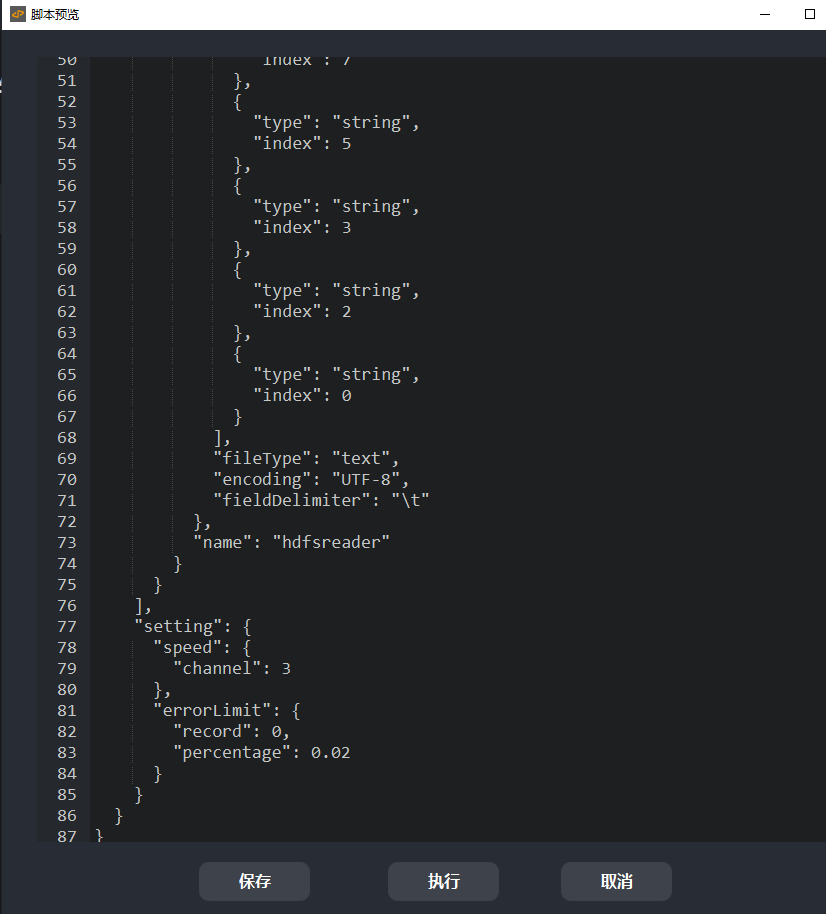 脚本预览
50 "index": 7
51 },
52 {
53 "type": "string",
54 "index": 5
55 },
56 {
57 "type": "string",
58 "index": 3
59 },
60 {
61 "type": "string",
62 "index": 2
63 },
64 {
65 "type": "string",
66 "index": 0
67 }
68 ],
69 "fileType": "text",
70 "encoding": "UTF-8",
71 "fieldDelimiter": "\t"
72 },
73 "name": "hdfsreader"
74 }
75 }
76 ],
77 "setting": {
78 "speed": {
79 "channel": 3
80 },
81 "errorLimit": {
82 "record": 0,
83 "percentage": 0.02
84 }
85 }
86 }
87 }
保存 执行 取消